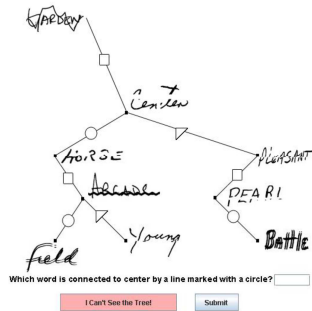 Center
HORSE
PLEASANT
Arcade
PEARL
Field
Young
Battle
Which word is connected to center by a line marked with a circle?
I Can't See the Tree!
Submit